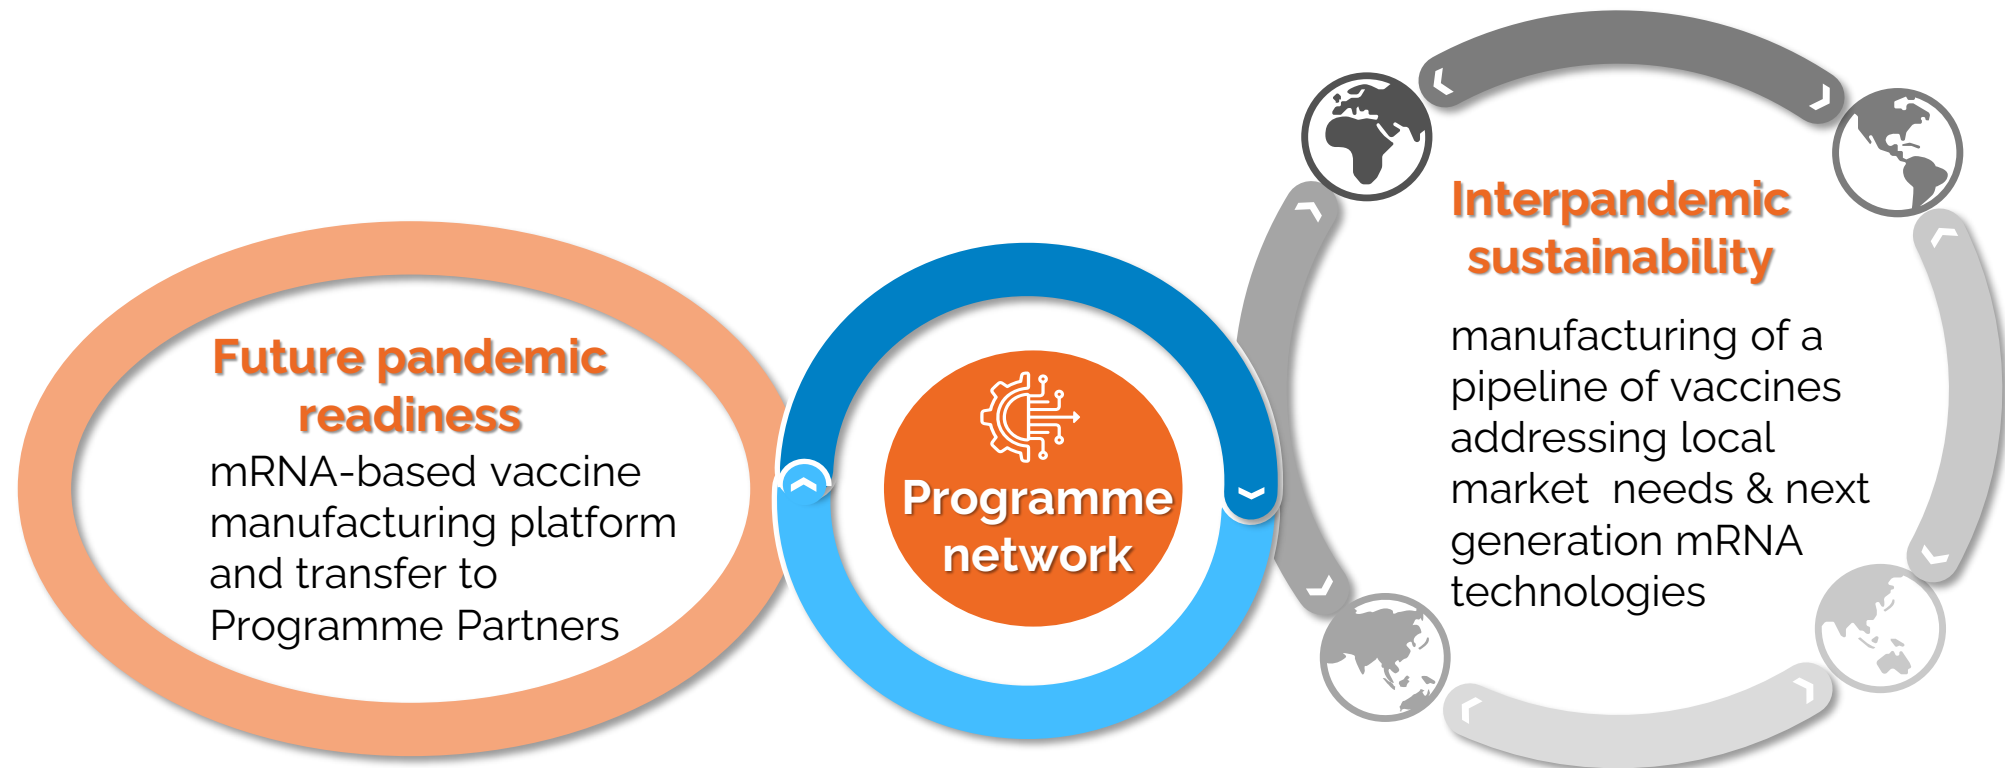 Future pandemic
readiness
mRNA-based vaccine
manufacturing platform
and transfer to
Programme Partners
Programme
network
Interpandemic
sustainability
manufacturing of a
pipeline of vaccines
addressing local
market  needs & next
generation mRNA
technologies